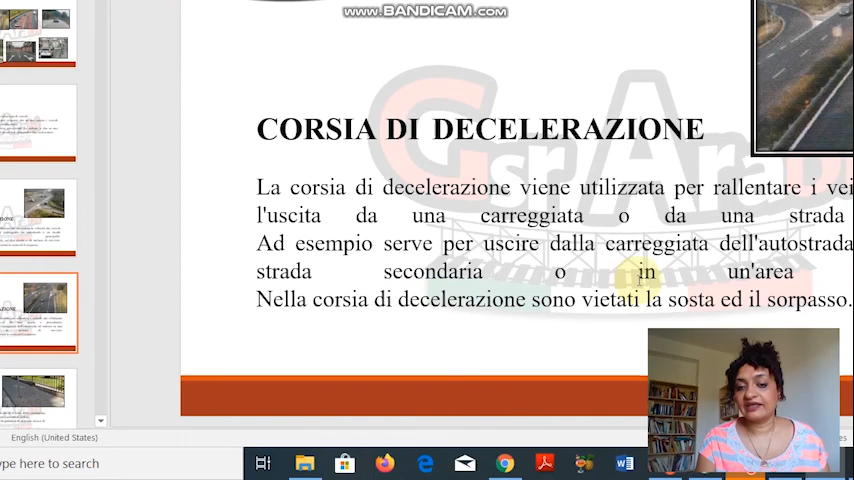 WWW.BANDICAM.COM
CORSIA DI DECELERAZIONE
La corsia di decelerazione viene utilizzata per rallentare i vei
l'uscita da una carreggiata o da una strada
Ad esempio serve per uscire dalla carreggiata dell'autostrada
strada secondaria o in un'area
Nella corsia di decelerazione sono vietati la sosta ed il sorpasso.
English (United States)
ype here to search